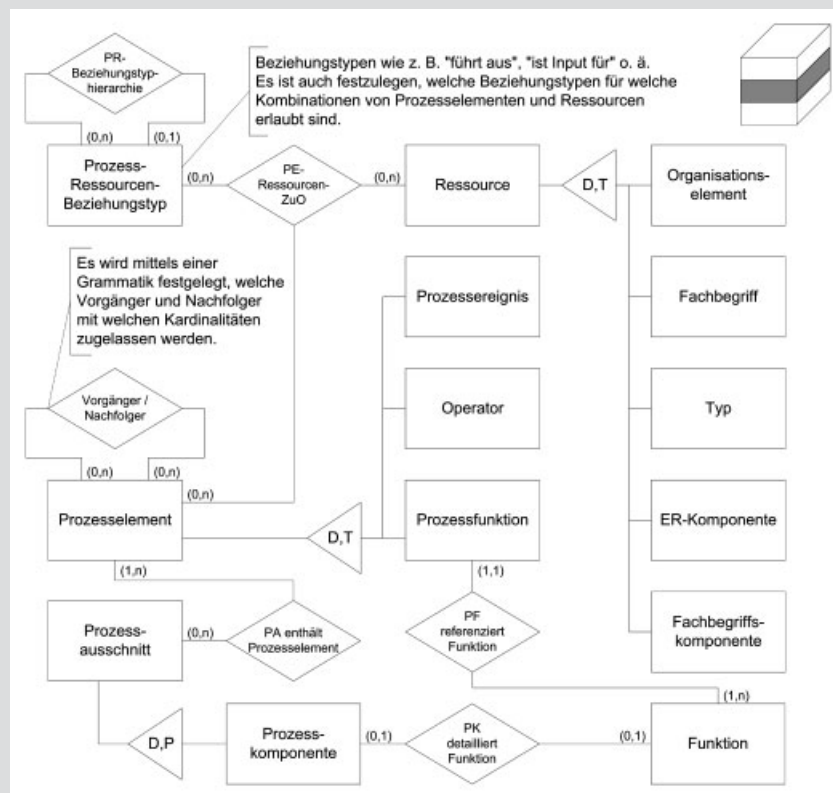 PR-
Beziehungstyp-
hierarchie
Beziehungstypen wie z. B. "führt aus", "ist Input für" o. ä.
Es ist auch festzulegen, welche Beziehungstypen für welche
Kombinationen von Prozesselementen und Ressourcen
erlaubt sind.
(0,n)
(0,1)
Prozess-
Ressourcen-
Beziehungstyp
(0,n)
PE-
Ressourcen-
ZuO
(0,n)
Ressource
D,T
Organisations-
element
Es wird mittels einer
Grammatik festgelegt, welche
Vorgänger und Nachfolger
mit welchen Kardinalitäten
zugelassen werden.
Prozessereignis
Fachbegriff
Vorgänger /
Nachfolger
Operator
Typ
(0,n)
(0,n)
(0,n)
Prozesselement
D,T
Prozessfunktion
ER-Komponente
(1,n)
(1,1)
Prozess-
ausschnitt
(0,n)
PA enthält
Prozesselement
PF
referenziert
Funktion
Fachbegriffs-
komponente
(1,n)
D,P
Prozess-
komponente
(0,1)
PK
detailliert
Funktion
(0,1)
Funktion